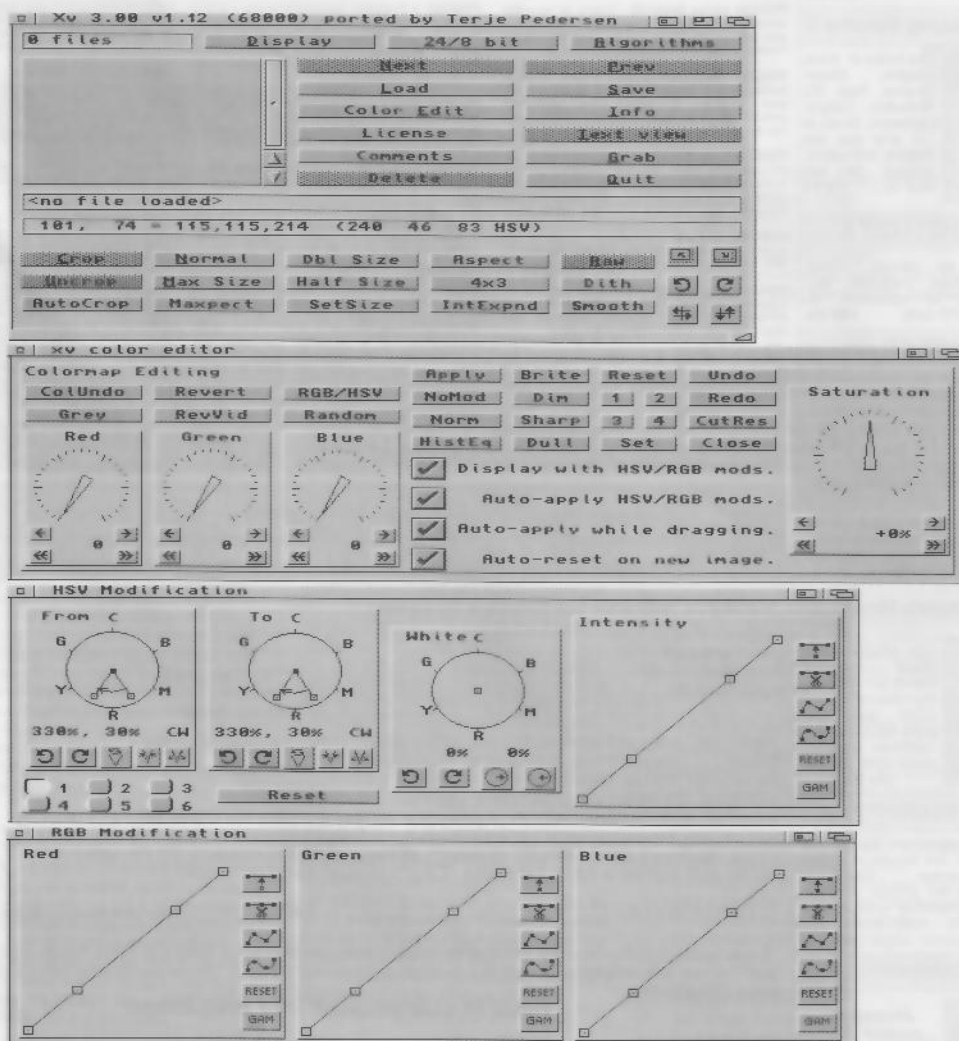 Xv 3.00 v1.12 (68000) ported by Terje Pedersen
0 files Display 24/8 bit Algorithms
Next Prev
Load Save
Color Edit Info
License Text view
Comments Grab
Delete Quit
<no file loaded>
101, 74 = 115,115,214 (240 46 83 HSV)
Crop Normal Dbl Size Aspect Raw
Uncrop Max Size Half Size 4x3 Dith
AutoCrop Maxpect SetSize IntExpnd Smooth
xv color editor
Colormap Editing
ColUndo Revert RGB/HSV
Grey RevVid Random
Red Green Blue
0 0 0
Apply Brite Reset Undo
NoMod Dim 1 2 Redo
Norm Sharp 3 4 CutRes
HistEq Dull Set Close
Display with HSV/RGB mods.
Auto-apply HSV/RGB mods.
Auto-apply while dragging.
Auto-reset on new image.
Saturation
+0%
HSV Modification
From C
G B
Y M
R
330%, 30% CW
To C
G B
Y M
R
330%, 30% CW
White C
G B
Y M
R
0% 0%
1 2 3
4 5 6
Reset
Intensity
RESET
GAM
RGB Modification
Red Green Blue
RESET RESET RESET
GAM GAM GAM